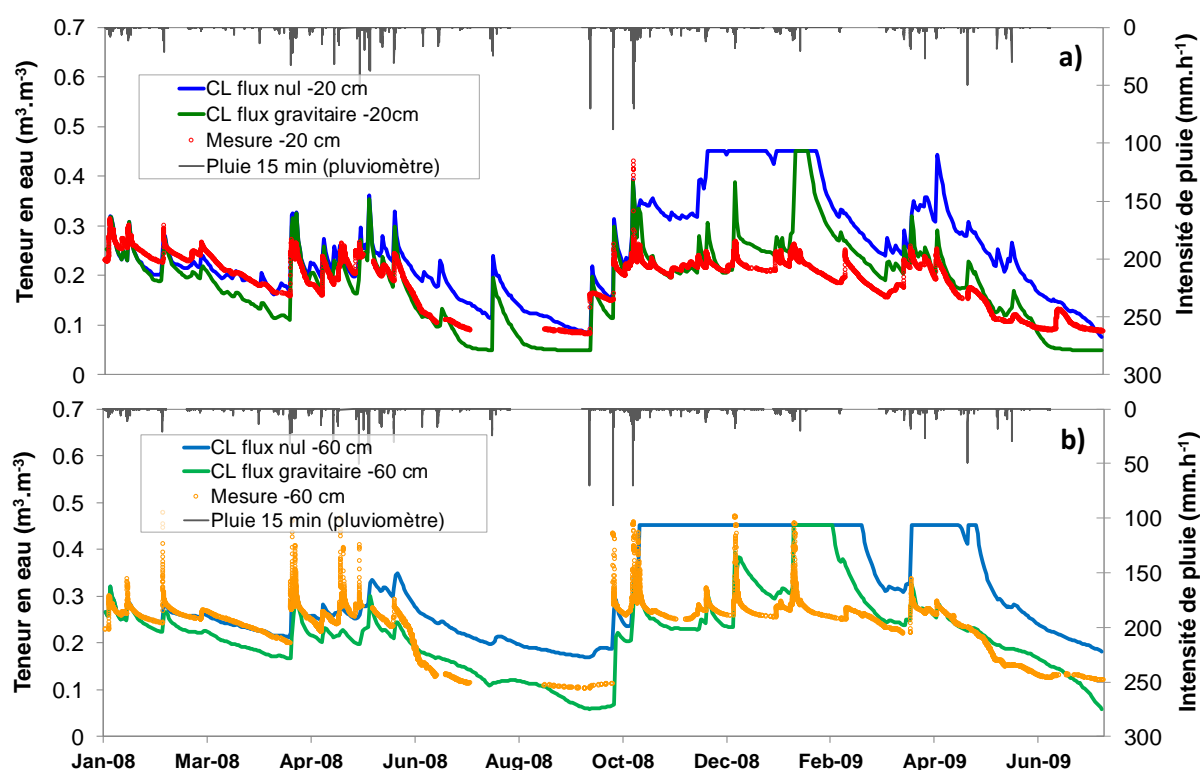 0.7
0.6
0.5
0.4
0.3
0.2
0.1
0
Teneur en eau (m³.m⁻³)
CL flux nul -20 cm
CL flux gravitaire -20cm
Mesure -20 cm
Pluie 15 min (pluviomètre)
a)
0
50
100
150
200
250
300
Intensité de pluie (mm.h⁻¹)
0.7
0.6
0.5
0.4
0.3
0.2
0.1
0
Teneur en eau (m³.m⁻³)
CL flux nul -60 cm
CL flux gravitaire -60 cm
Mesure -60 cm
Pluie 15 min (pluviomètre)
b)
0
50
100
150
200
250
300
Intensité de pluie (mm.h⁻¹)
Jan-08 Mar-08 Apr-08 Jun-08 Aug-08 Oct-08 Dec-08 Feb-09 Apr-09 Jun-09